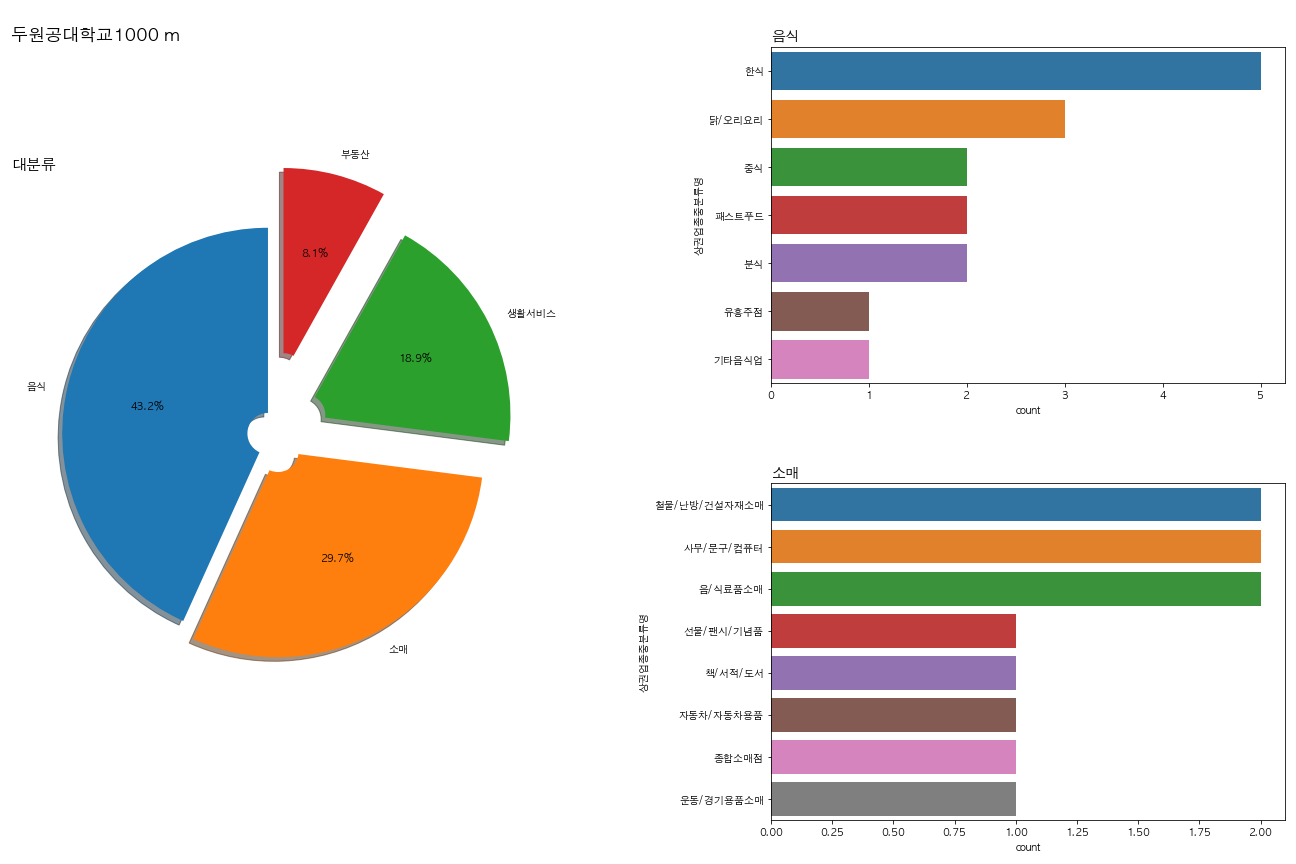 두원공대학교1000 m
대분류
부동산
8.1%
생활서비스
18.9%
음식
43.2%
29.7%
소매
음식
상권업종중분류명
한식
닭/오리요리
중식
패스트푸드
분식
유흥주점
기타음식업
0 1 2 3 4 5
count
소매
상권업종중분류명
철물/난방/건설자재소매
사무/문구/컴퓨터
음/식료품소매
선물/팬시/기념품
책/서적/도서
자동차/자동차용품
종합소매점
운동/경기용품소매
0.00 0.25 0.50 0.75 1.00 1.25 1.50 1.75 2.00
count